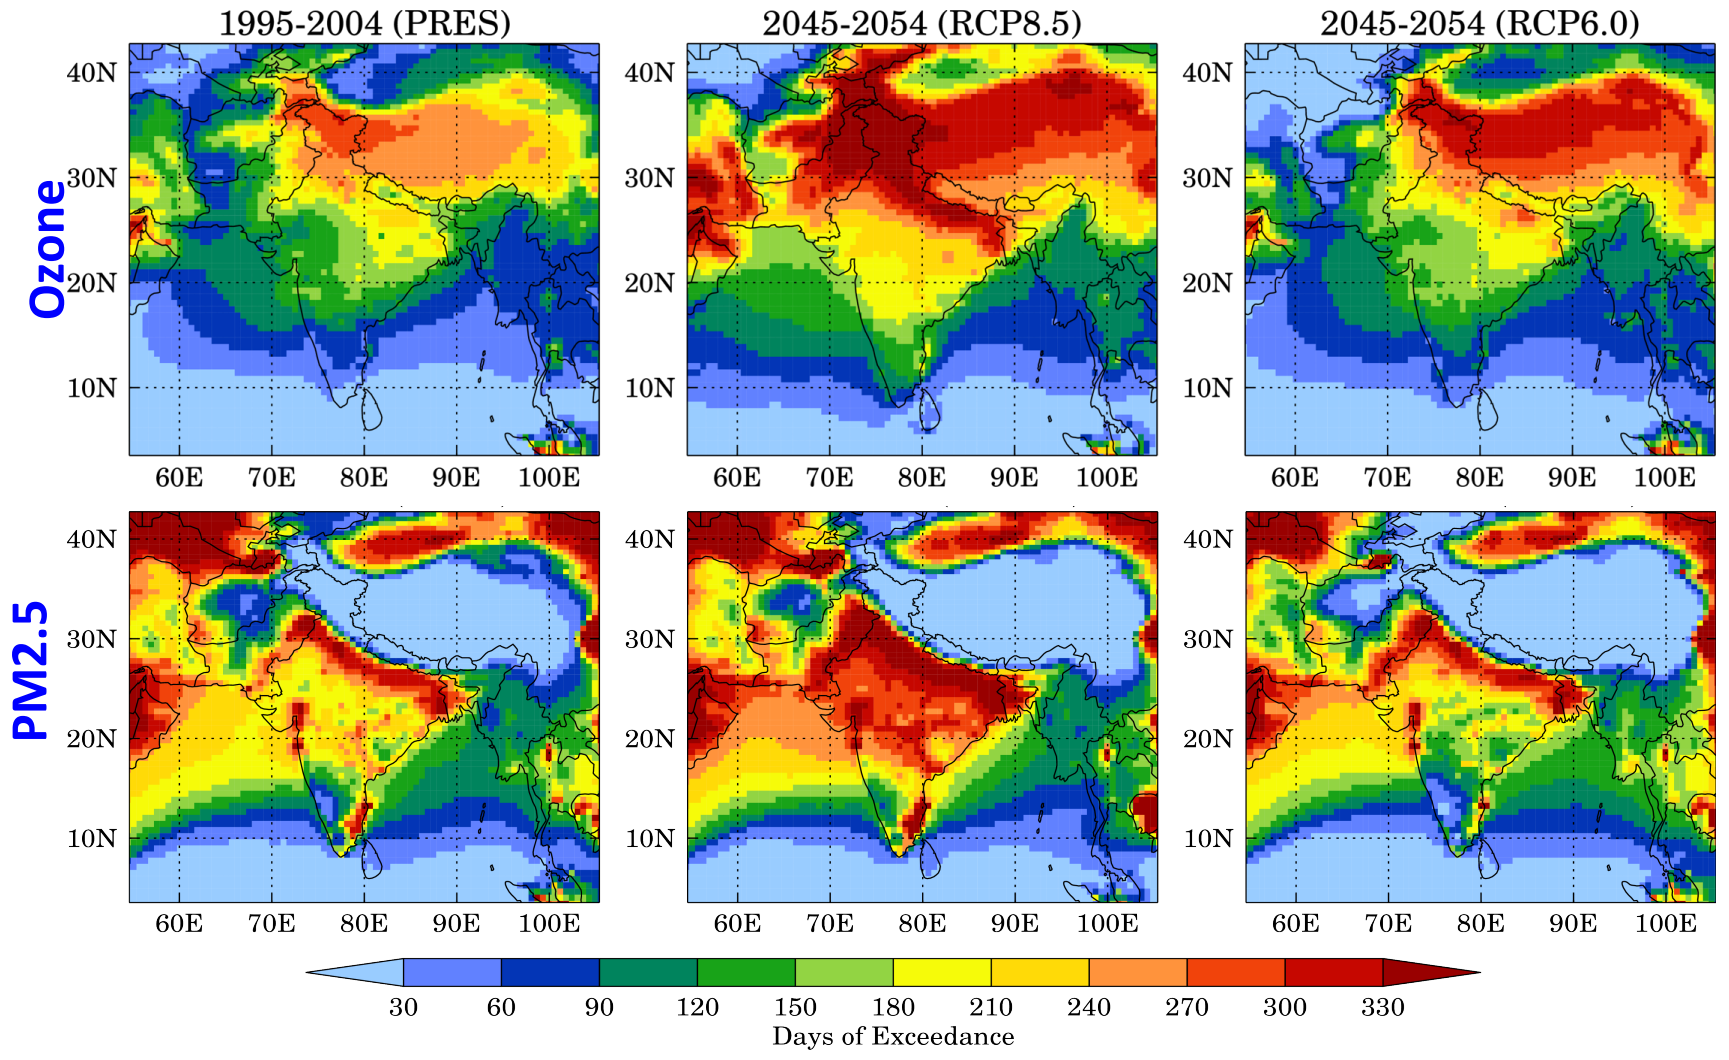 1995-2004 (PRES) 2045-2054 (RCP8.5) 2045-2054 (RCP6.0)
Ozone
40N 40N 40N
30N 30N 30N
20N 20N 20N
10N 10N 10N
60E 70E 80E 90E 100E 60E 70E 80E 90E 100E 60E 70E 80E 90E 100E
PM2.5
40N 40N 40N
30N 30N 30N
20N 20N 20N
10N 10N 10N
60E 70E 80E 90E 100E 60E 70E 80E 90E 100E 60E 70E 80E 90E 100E
30 60 90 120 150 180 210 240 270 300 330
Days of Exceedance